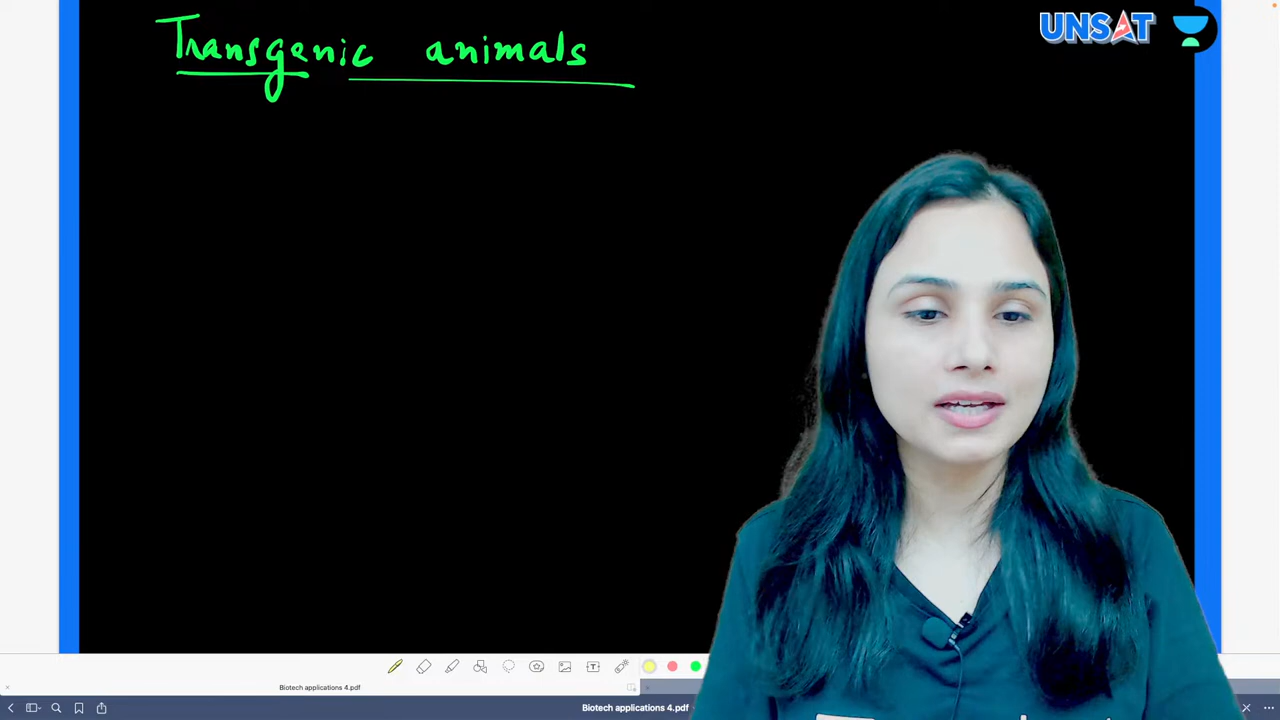 Transgenic animals
UNSAT
Biotech applications 4.pdf
Biotech applications 4.pdf